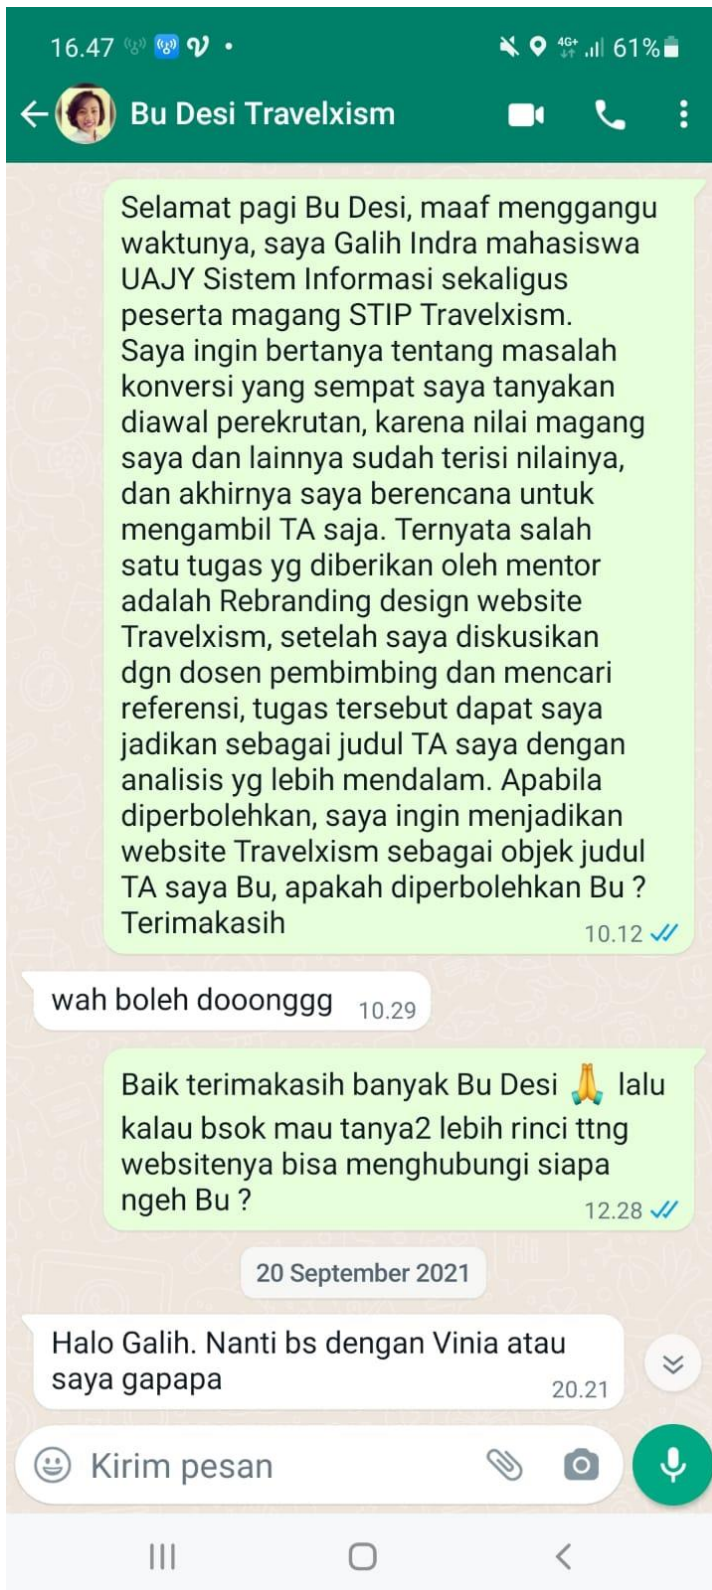 16.47
4G+ 61%
Bu Desi Travelxism
Selamat pagi Bu Desi, maaf menggangu
waktunya, saya Galih Indra mahasiswa
UAJY Sistem Informasi sekaligus
peserta magang STIP Travelxism.
Saya ingin bertanya tentang masalah
konversi yang sempat saya tanyakan
diawal perekrutan, karena nilai magang
saya dan lainnya sudah terisi nilainya,
dan akhirnya saya berencana untuk
mengambil TA saja. Ternyata salah
satu tugas yg diberikan oleh mentor
adalah Rebranding design website
Travelxism, setelah saya diskusikan
dgn dosen pembimbing dan mencari
referensi, tugas tersebut dapat saya
jadikan sebagai judul TA saya dengan
analisis yg lebih mendalam. Apabila
diperbolehkan, saya ingin menjadikan
website Travelxism sebagai objek judul
TA saya Bu, apakah diperbolehkan Bu ?
Terimakasih
10.12
wah boleh dooonggg
10.29
Baik terimakasih banyak Bu Desi 🙏 lalu
kalau bsok mau tanya2 lebih rinci ttng
websitenya bisa menghubungi siapa
ngeh Bu ?
12.28
20 September 2021
Halo Galih. Nanti bs dengan Vinia atau
saya gapapa
20.21
Kirim pesan